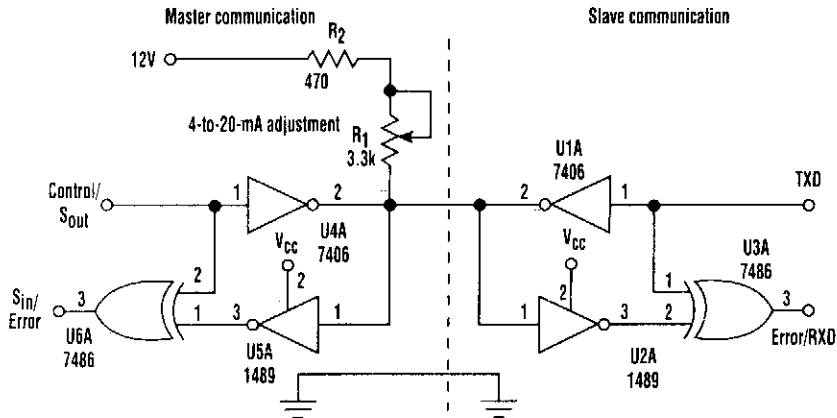 Master communication
Slave communication
R2
12V
470
4-to-20-mA adjustment
R1
3.3k
U1A
7406
Control/
Sout
1
2
2
1
TXD
U4A
7406
VCC
2
VCC
2
U3A
7486
Sin/
Error
3
2
1
3
1
1
3
1
2
3
U6A
7486
U5A
1489
U2A
1489
Error/RXD